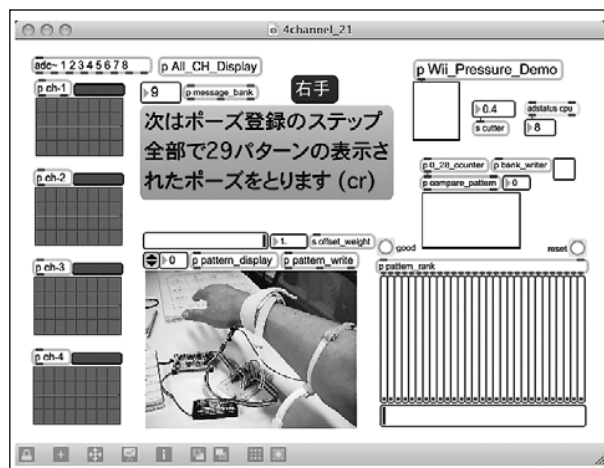 4channel_21
adc~ 1 2 3 4 5 6 7 8
p All_CH_Display
p ch-1
9
p message_bank
右手
次はポーズ登録のステップ
全部で29パターンの表示さ
れたポーズをとります (cr)
p ch-2
p ch-3
p ch-4
p Wii_Pressure_Demo
0.4
s cutter
adstatus cpu
8
p 0_28_counter
p bank_writer
p compare_pattern
0
1.
s offset_weight
good
reset
0
p pattern_display
p pattern_write
p pattern_rank